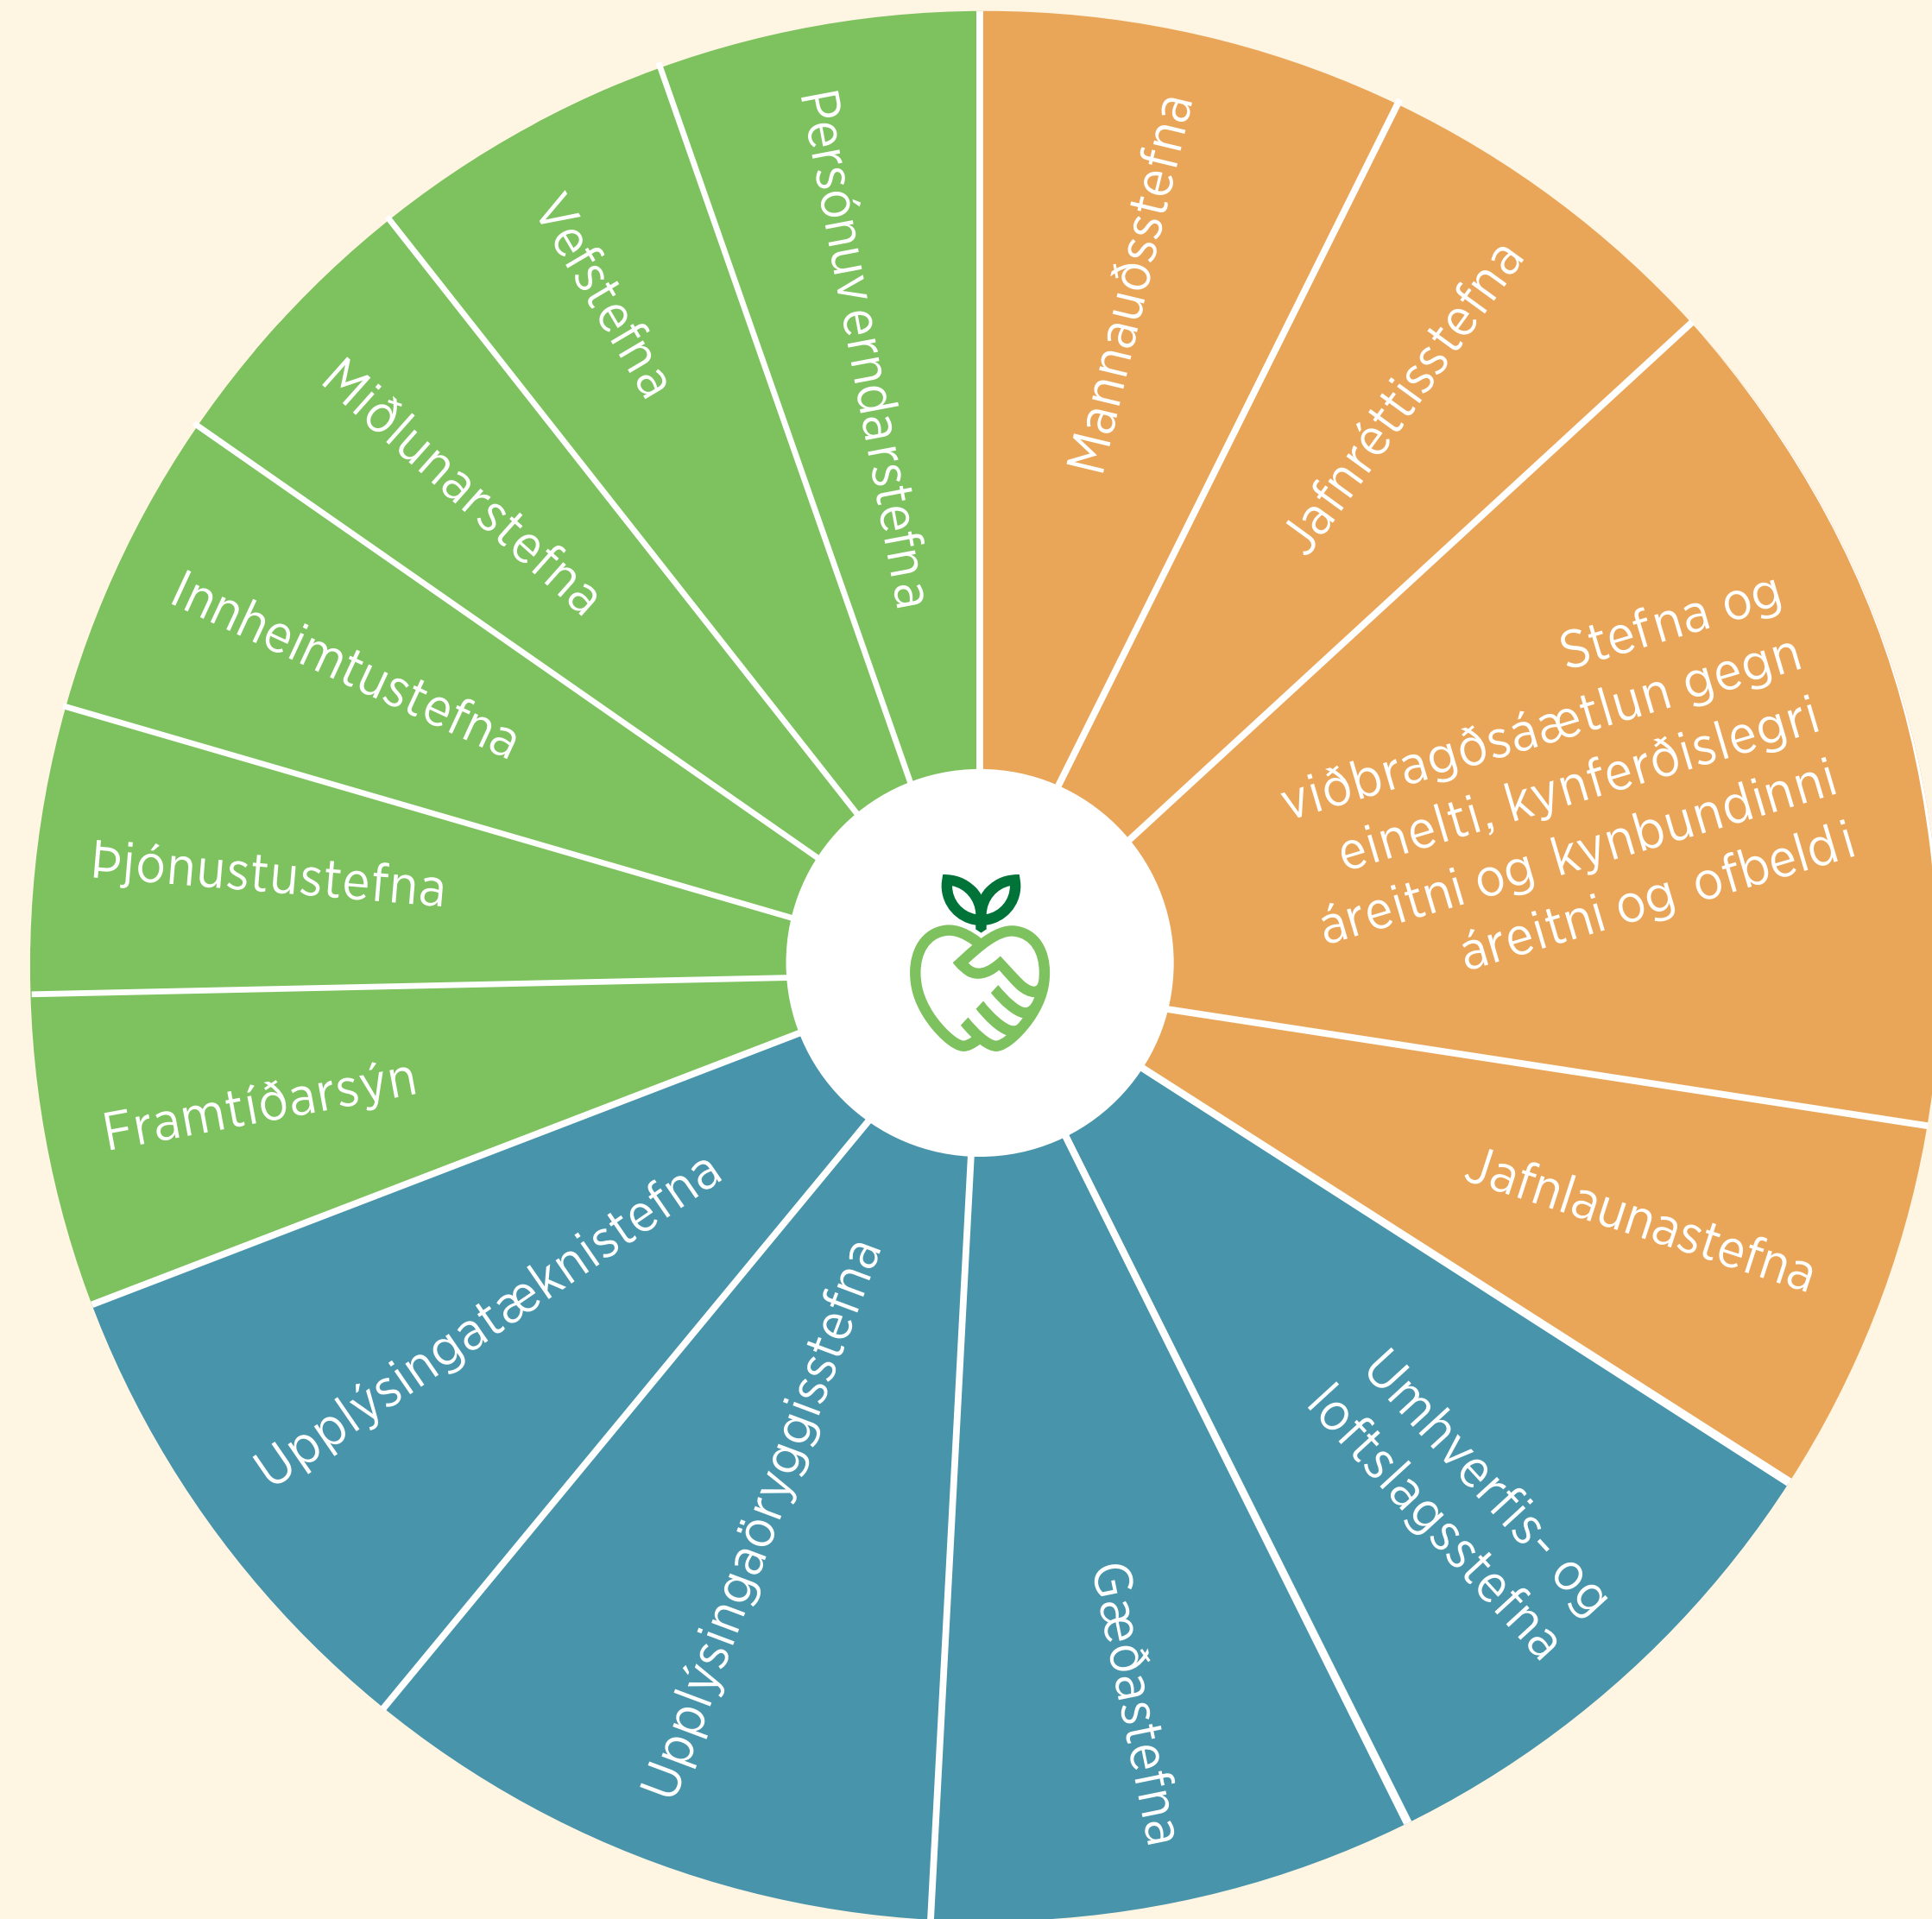 Mannauðsstefna
Jafnréttisstefna
Stefna og
viðbragðsáætlun gegn
einelti, kynferðislegri
áreitni og kynbundinni
áreitni og ofbeldi
Jafnlaunastefna
Umhverfis- og
loftslagsstefna
Gæðastefna
Upplýsingaöryggisstefna
Upplýsingatæknistefna
Framtíðarsýn
Þjónustustefna
Innheimtustefna
Miðlunarstefna
Vefstefna
Persónuverndarstefna